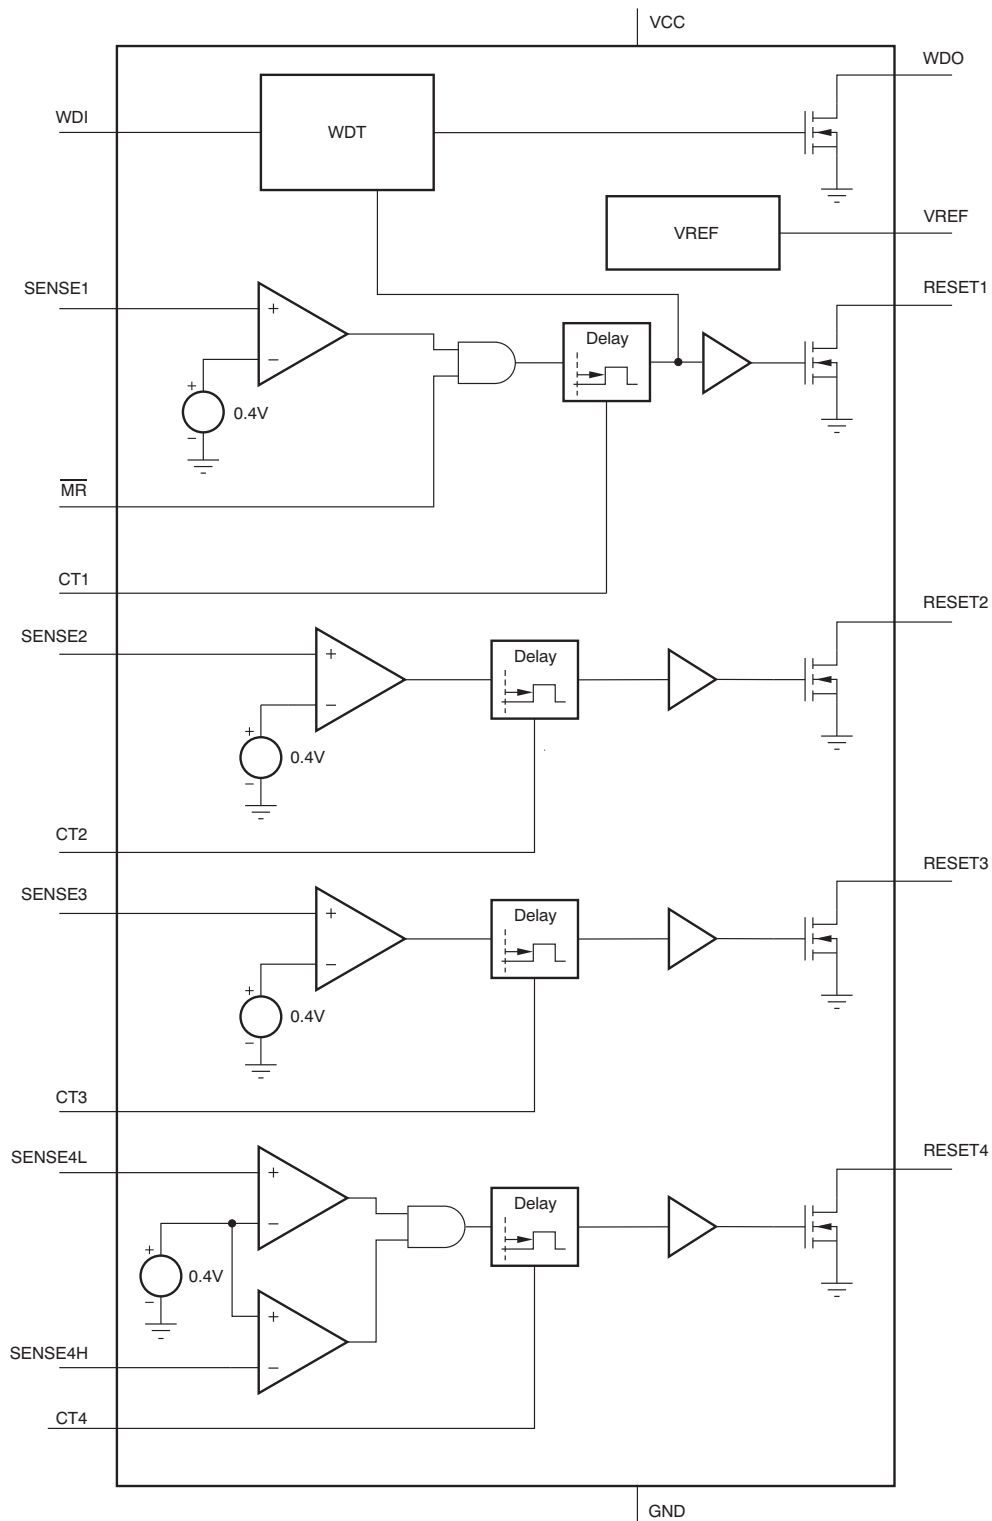 VCC
WDO
WDI
WDT
VREF
VREF
SENSE1
RESET1
+
Delay
−
+
0.4V
−
MR
CT1
RESET2
SENSE2
Delay
+
−
+
0.4V
−
CT2
RESET3
SENSE3
Delay
+
−
+
0.4V
−
CT3
SENSE4L
RESET4
+
Delay
−
+
0.4V
−
+
SENSE4H
−
CT4
GND